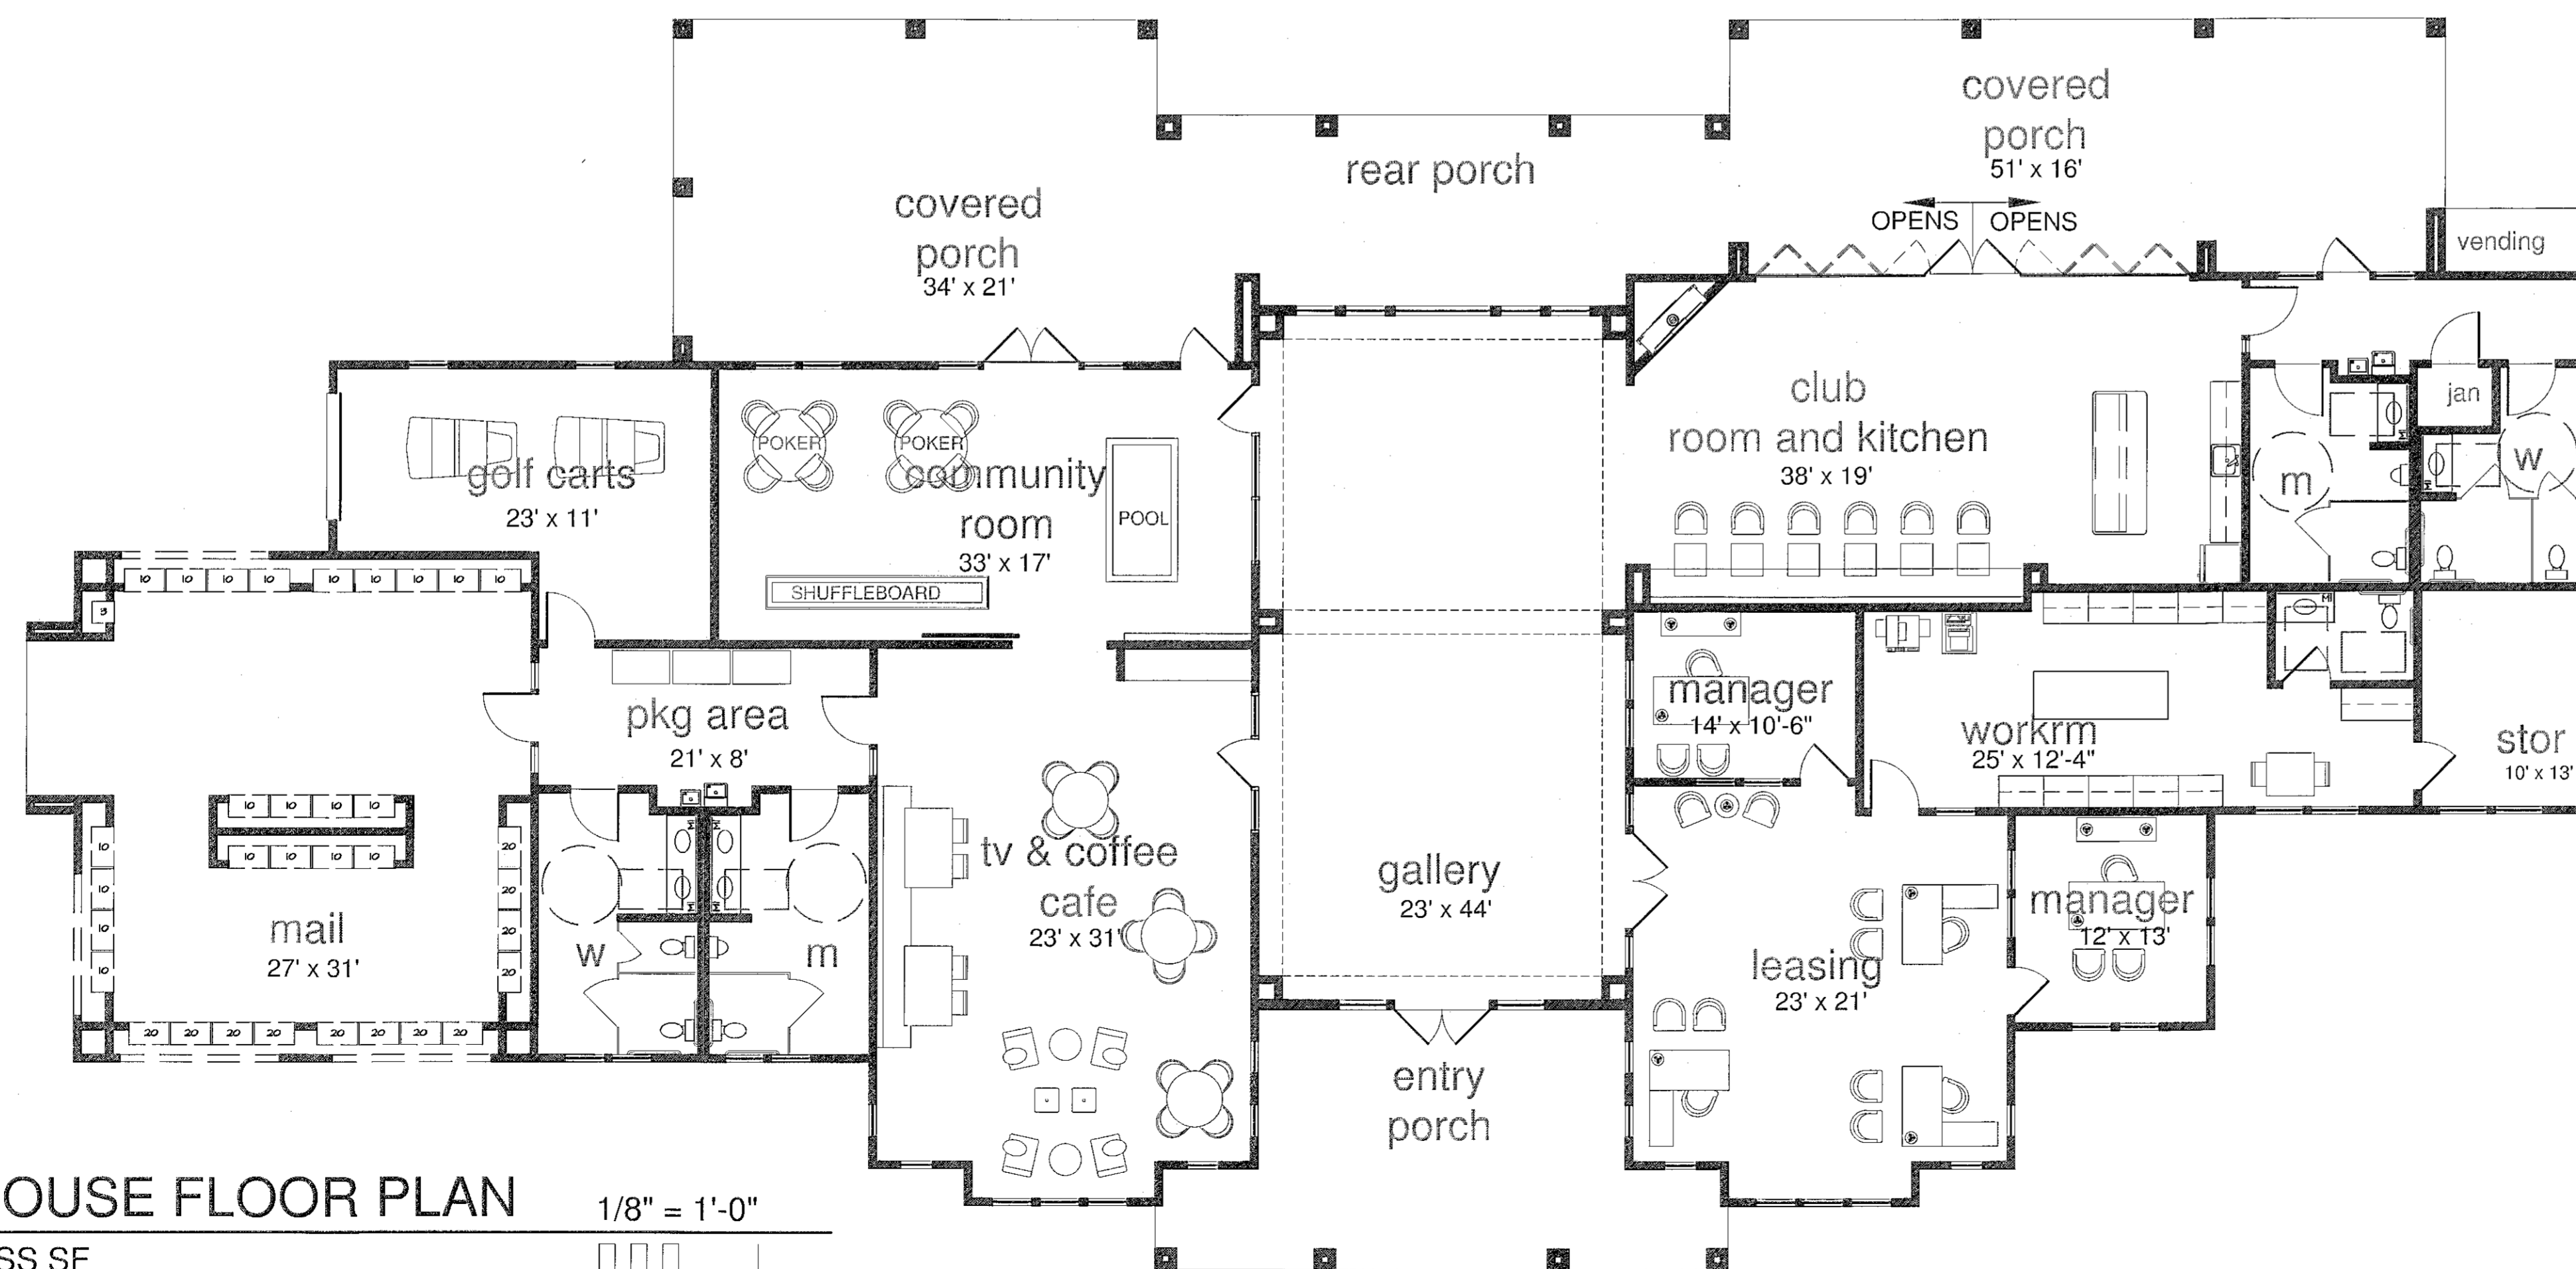 covered
porch
34' x 21'
rear porch
covered
porch
51' x 16'
OPENS
OPENS
vending
golf carts
23' x 11'
POKER
POKER
community
room
33' x 17'
POOL
SHUFFLEBOARD
club
room and kitchen
38' x 19'
m
jan
w
10 10 10 10 10 10 10 10 10
pkg area
21' x 8'
manager
14' x 10'-6"
workrm
25' x 12'-4"
stor
10' x 13'
10 10 10 10
10 10 10 10
10
10
10
10
20
20
20
20
mail
27' x 31'
20 20 20 20 20 20 20 20
w
m
tv & coffee
cafe
23' x 31'
gallery
23' x 44'
leasing
23' x 21'
manager
12' x 13'
entry
porch
OUSE FLOOR PLAN
1/8" = 1'-0"
SS SF